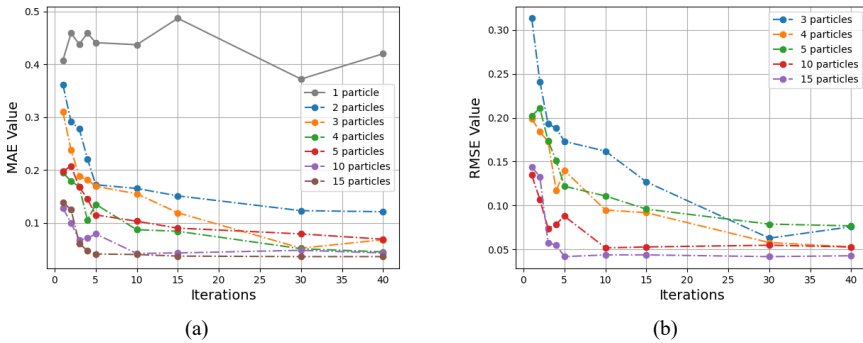 0.5
0.4
0.3
0.2
0.1
MAE Value
0 5 10 15 20 25 30 35 40
Iterations
1 particle
2 particles
3 particles
4 particles
5 particles
10 particles
15 particles
(a)
0.30
0.25
0.20
0.15
0.10
0.05
RMSE Value
0 5 10 15 20 25 30 35 40
Iterations
3 particles
4 particles
5 particles
10 particles
15 particles
(b)